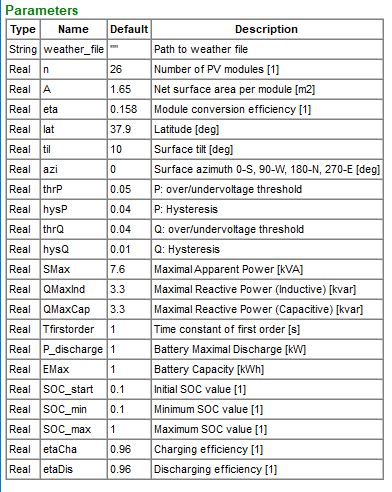 Parameters
Type Name Default Description
String weather_file "" Path to weather file
Real n 26 Number of PV modules [1]
Real A 1.65 Net surface area per module [m2]
Real eta 0.158 Module conversion efficiency [1]
Real lat 37.9 Latitude [deg]
Real til 10 Surface tilt [deg]
Real azi 0 Surface azimuth 0-S, 90-W, 180-N, 270-E [deg]
Real thrP 0.05 P: over/undervoltage threshold
Real hysP 0.04 P: Hysteresis
Real thrQ 0.04 Q: over/undervoltage threshold
Real hysQ 0.01 Q: Hysteresis
Real SMax 7.6 Maximal Apparent Power [kVA]
Real QMaxInd 3.3 Maximal Reactive Power (Inductive) [kvar]
Real QMaxCap 3.3 Maximal Reactive Power (Capacitive) [kvar]
Real Tfirstorder 1 Time constant of first order [s]
Real P_discharge 1 Battery Maximal Discharge [kW]
Real EMax 1 Battery Capacity [kWh]
Real SOC_start 0.1 Initial SOC value [1]
Real SOC_min 0.1 Minimum SOC value [1]
Real SOC_max 1 Maximum SOC value [1]
Real etaCha 0.96 Charging efficiency [1]
Real etaDis 0.96 Discharging efficiency [1]